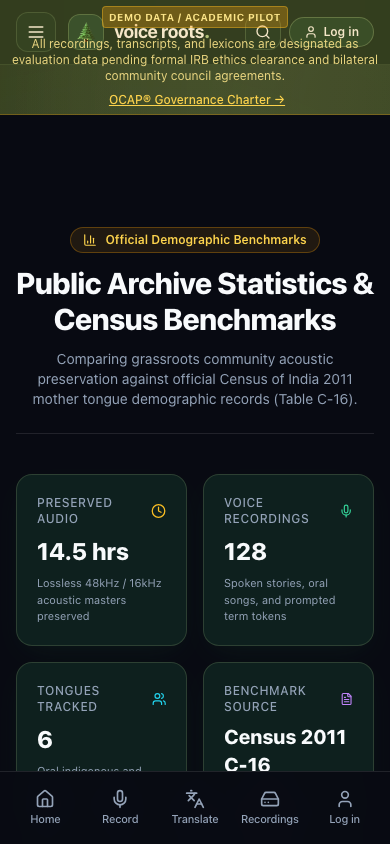 DEMO DATA / ACADEMIC PILOT
voice roots.
Log in
All recordings, transcripts, and lexicons are designated as
evaluation data pending formal IRB ethics clearance and bilateral
community council agreements.
OCAP® Governance Charter →
Official Demographic Benchmarks
Public Archive Statistics &
Census Benchmarks
Comparing grassroots community acoustic
preservation against official Census of India 2011
mother tongue demographic records (Table C-16).
PRESERVED
AUDIO
14.5 hrs
Lossless 48kHz / 16kHz
acoustic masters
preserved
VOICE
RECORDINGS
128
Spoken stories, oral
songs, and prompted
term tokens
TONGUES
TRACKED
6
Oral indigenous and
BENCHMARK
SOURCE
Census 2011
C-16
Home
Record
Translate
Recordings
Log in